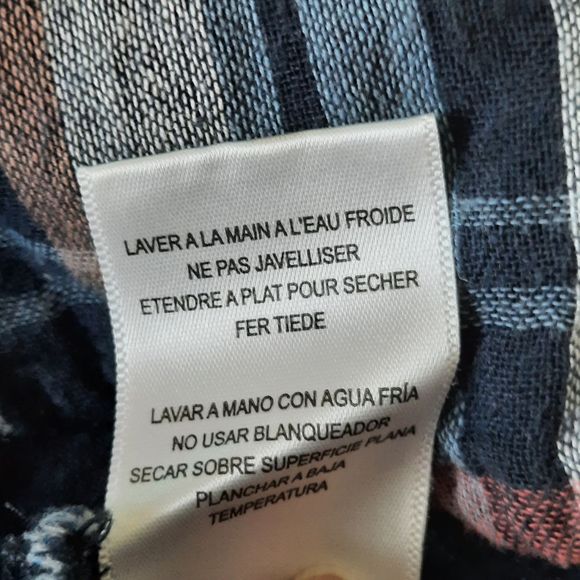 LAVER A LA MAIN A L'EAU FROIDE
NE PAS JAVELLISER
ETENDRE A PLAT POUR SECHER
FER TIEDE
LAVAR A MANO CON AGUA FRÍA
NO USAR BLANQUEADOR
SECAR SOBRE SUPERFICIE PLANA
PLANCHAR A BAJA
TEMPERATURA